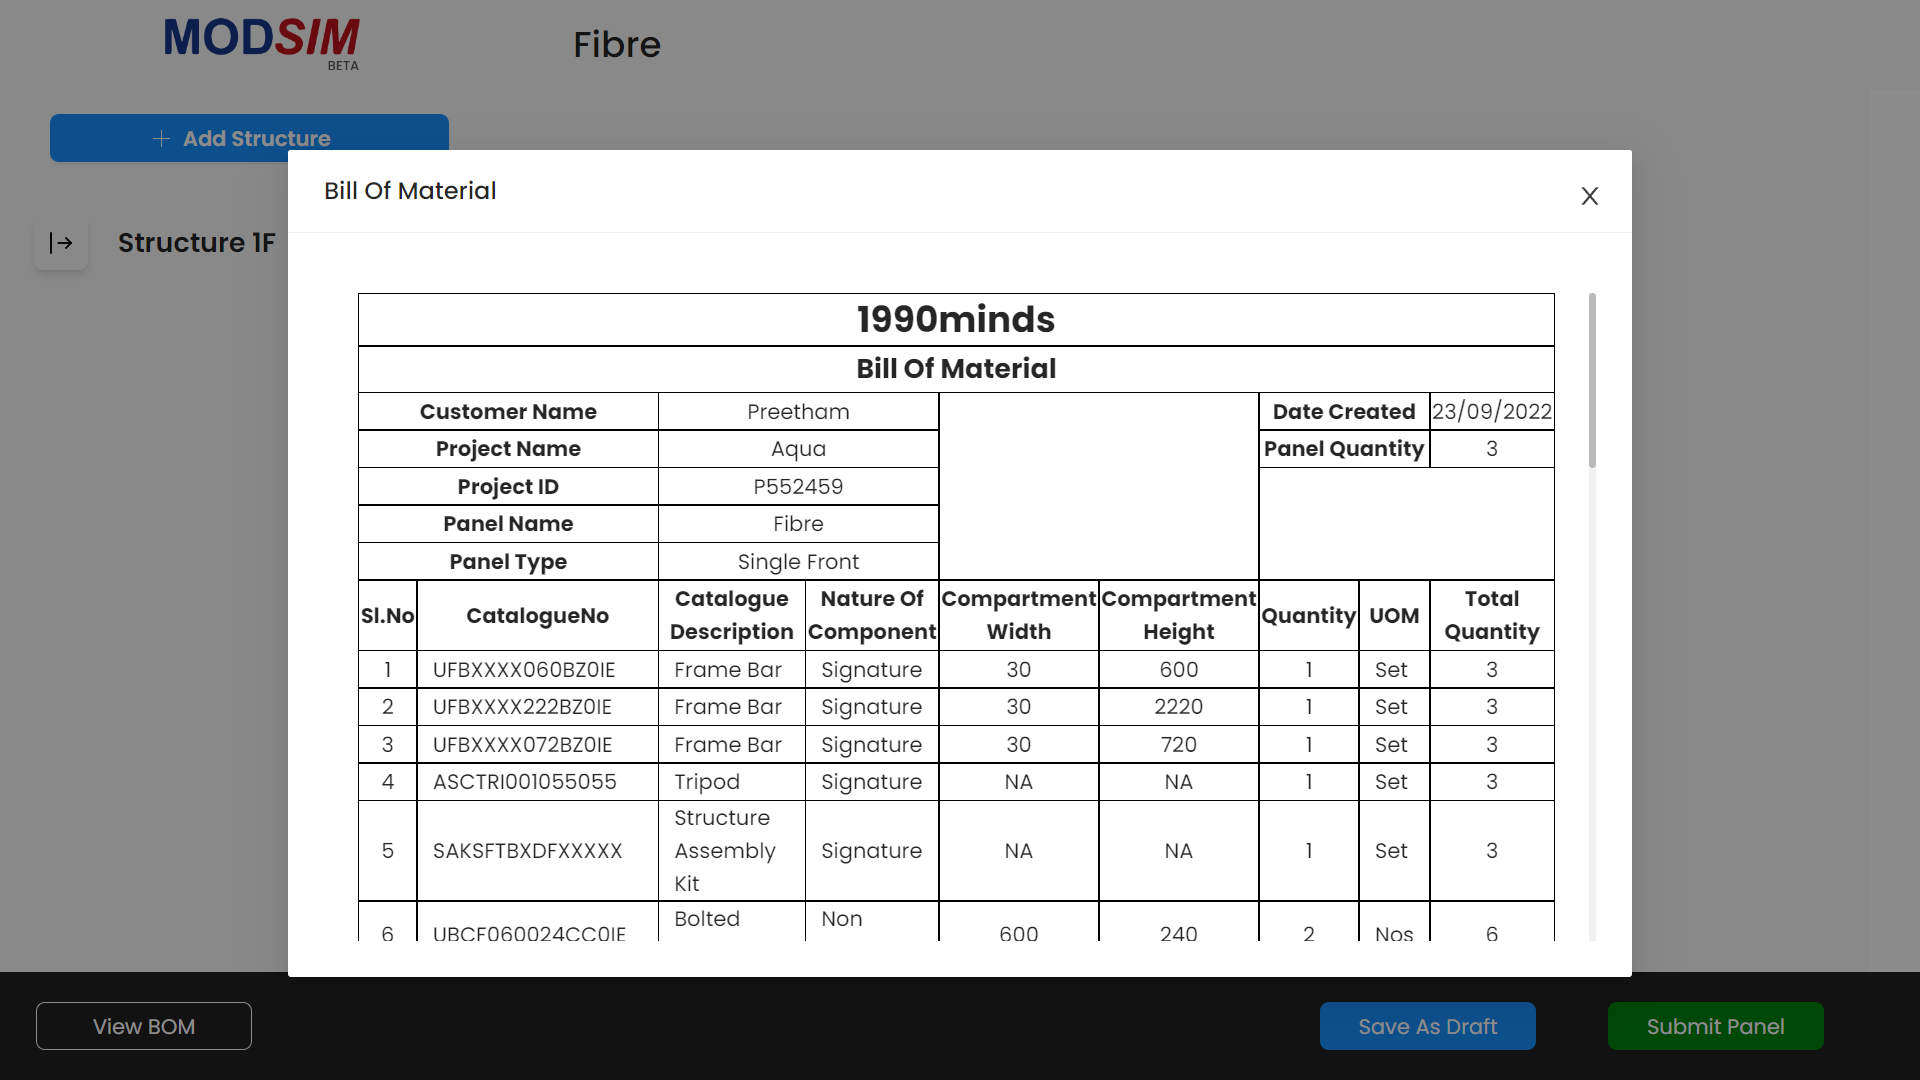 MODSIM
BETA
Fibre
Add Structure
Structure 1F
Bill Of Material
X
1990minds
Bill Of Material
Customer Name Preetham Date Created 23/09/2022
Project Name Aqua Panel Quantity 3
Project ID P552459
Panel Name Fibre
Panel Type Single Front
Sl.No CatalogueNo Catalogue Description Nature Of Component Compartment Width Compartment Height Quantity UOM Total Quantity
1 UFBXXXX060BZ0IE Frame Bar Signature 30 600 1 Set 3
2 UFBXXXX222BZ0IE Frame Bar Signature 30 2220 1 Set 3
3 UFBXXXX072BZ0IE Frame Bar Signature 30 720 1 Set 3
4 ASCTRI001055055 Tripod Signature NA NA 1 Set 3
5 SAKSFTBXDFXXXXX Structure Assembly Kit Signature NA NA 1 Set 3
6 UBCF060024CC0IE Bolted Non 600 240 2 Nos 6
View BOM
Save As Draft
Submit Panel